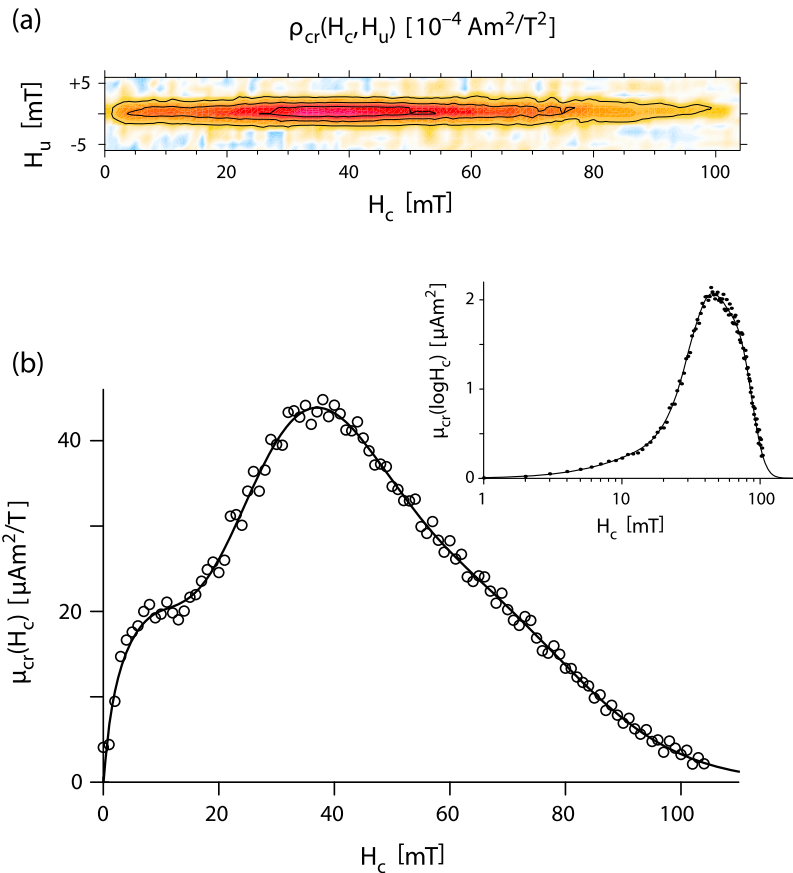 (a)
ρcr(Hc,Hu) [10⁻⁴ Am²/T²]
+5
-5
Hu [mT]
0 20 40 60 80 100
Hc [mT]
(b)
μcr(logHc) [μAm²]
2
1
0
1 10 100
Hc [mT]
μcr(Hc) [μAm²/T]
40
20
0
0 20 40 60 80 100
Hc [mT]